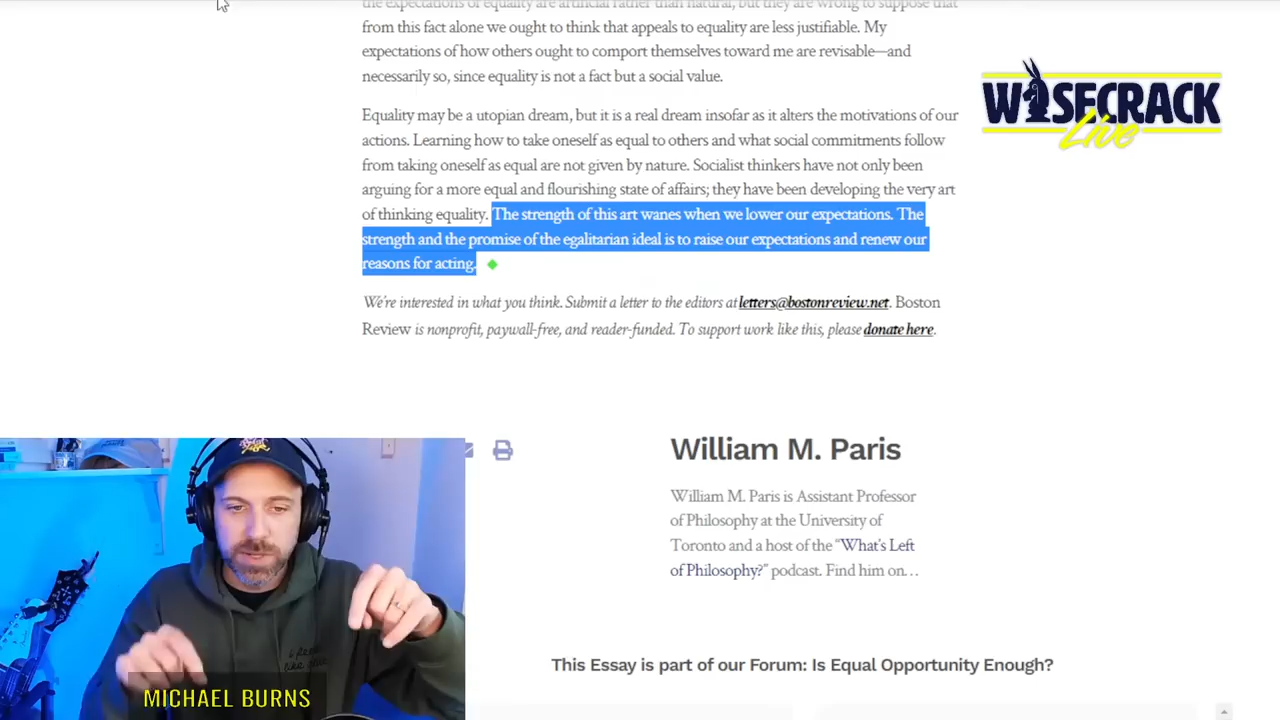 the expectations of equality are artificial rather than natural, but they are wrong to suppose that
from this fact alone we ought to think that appeals to equality are less justifiable. My
expectations of how others ought to comport themselves toward me are revisable—and
necessarily so, since equality is not a fact but a social value.
Equality may be a utopian dream, but it is a real dream insofar as it alters the motivations of our
actions. Learning how to take oneself as equal to others and what social commitments follow
from taking oneself as equal are not given by nature. Socialist thinkers have not only been
arguing for a more equal and flourishing state of affairs; they have been developing the very art
of thinking equality. The strength of this art wanes when we lower our expectations. The
strength and the promise of the egalitarian ideal is to raise our expectations and renew our
reasons for acting.
We're interested in what you think. Submit a letter to the editors at letters@bostonreview.net. Boston
Review is nonprofit, paywall-free, and reader-funded. To support work like this, please donate here.
WISECRACK
Live
William M. Paris
William M. Paris is Assistant Professor
of Philosophy at the University of
Toronto and a host of the “What's Left
of Philosophy?” podcast. Find him on…
This Essay is part of our Forum: Is Equal Opportunity Enough?
MICHAEL BURNS